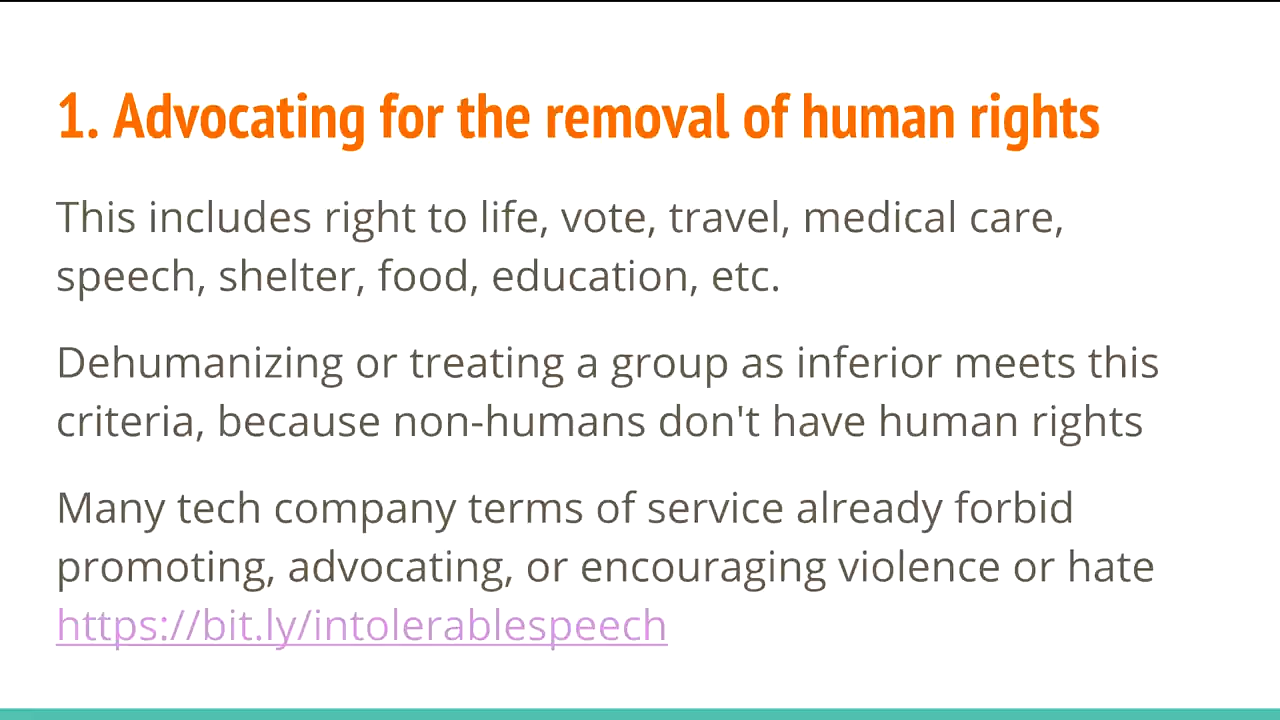 1. Advocating for the removal of human rights
This includes right to life, vote, travel, medical care,
speech, shelter, food, education, etc.
Dehumanizing or treating a group as inferior meets this
criteria, because non-humans don't have human rights
Many tech company terms of service already forbid
promoting, advocating, or encouraging violence or hate
https://bit.ly/intolerablespeech